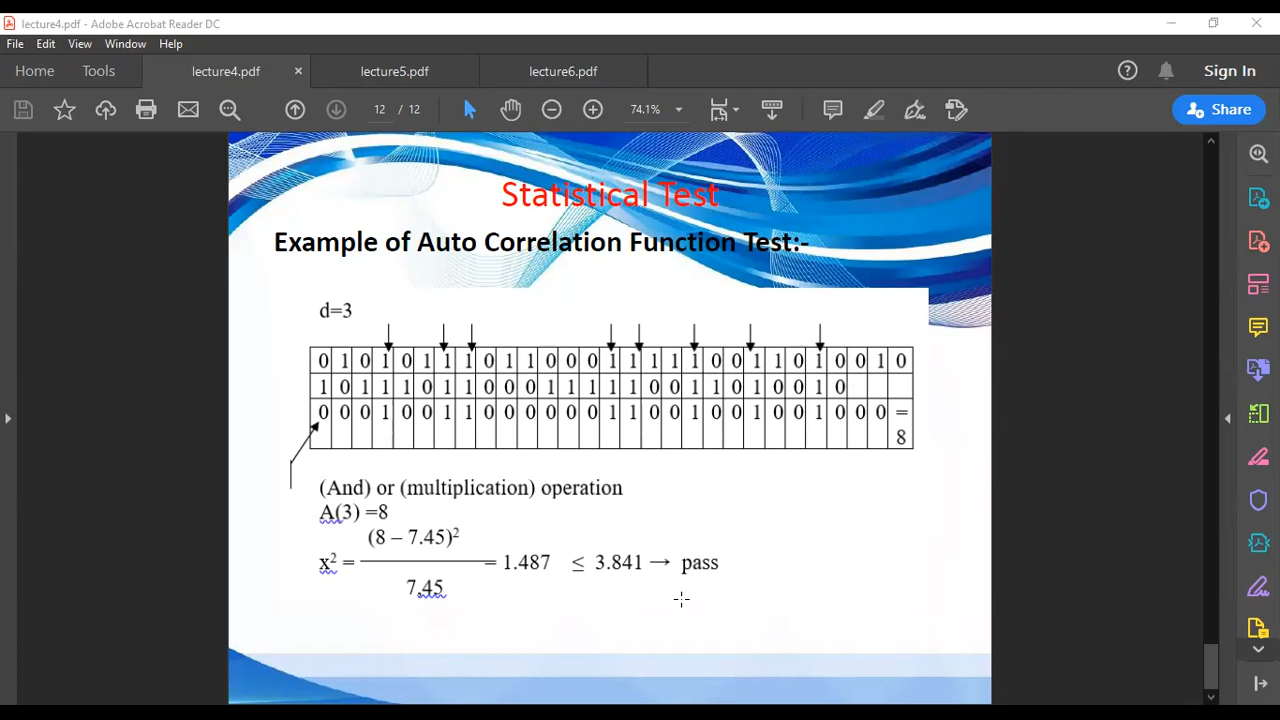 lecture4.pdf - Adobe Acrobat Reader DC
File Edit View Window Help
Home Tools lecture4.pdf × lecture5.pdf lecture6.pdf Sign In
12 / 12 74.1% Share
Statistical Test
Example of Auto Correlation Function Test:-
d=3
0 1 0 1 0 1 1 1 0 1 1 0 0 0 1 1 1 1 1 0 0 1 1 0 1 0 0 1 0
1 0 1 1 1 0 1 1 0 0 0 1 1 1 1 1 0 0 1 1 0 1 0 0 1 0
0 0 0 1 0 0 1 1 0 0 0 0 0 0 1 1 0 0 1 0 0 1 0 0 1 0 0 0 =
8
(And) or (multiplication) operation
A(3) =8
(8 – 7.45)²
x² = = 1.487 ≤ 3.841 → pass
7.45